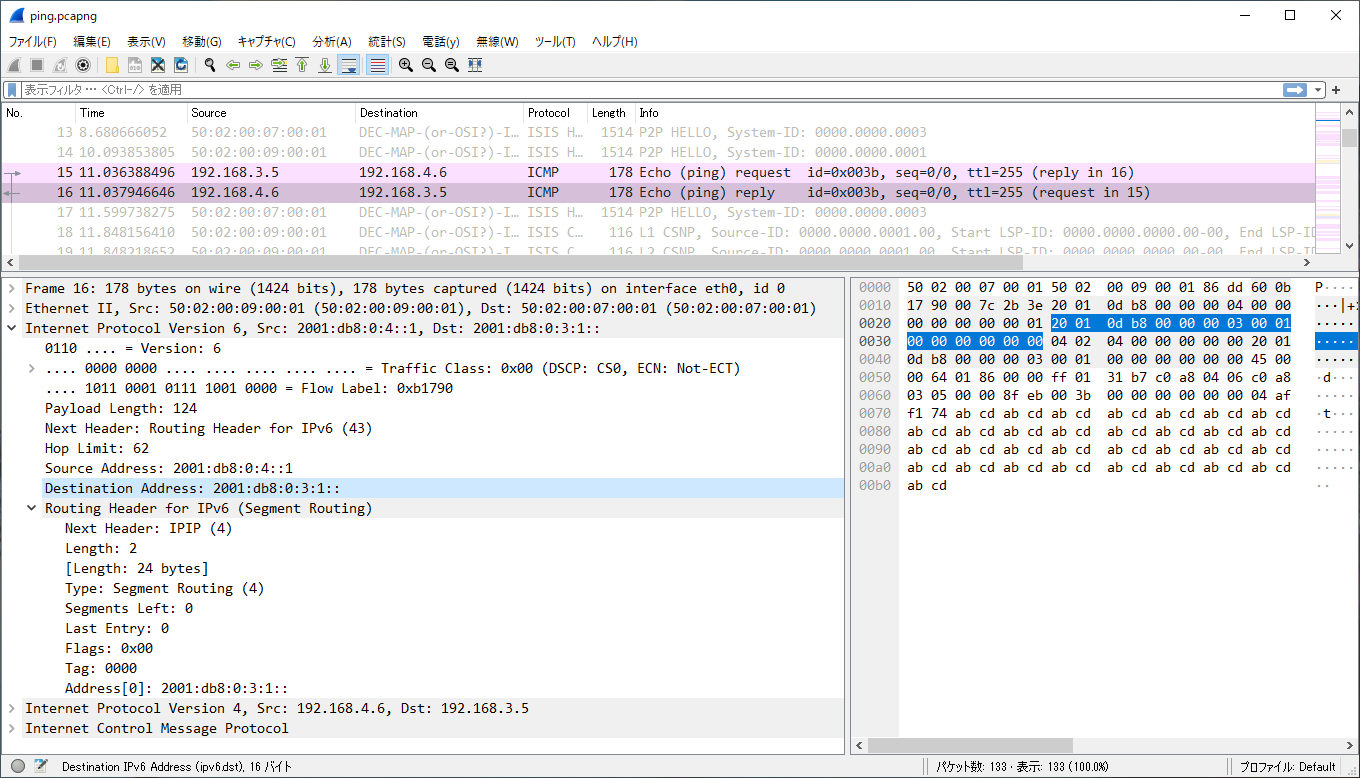 ping.pcapng
ファイル(F) 編集(E) 表示(V) 移動(G) キャプチャ(C) 分析(A) 統計(S) 電話(y) 無線(W) ツール(T) ヘルプ(H)
表示フィルタ … <Ctrl-/> を適用
No. Time Source Destination Protocol Length Info
13 8.680666052 50:02:00:07:00:01 DEC-MAP-(or-OSI?)-I… ISIS H… 1514 P2P HELLO, System-ID: 0000.0000.0003
14 10.093853805 50:02:00:09:00:01 DEC-MAP-(or-OSI?)-I… ISIS H… 1514 P2P HELLO, System-ID: 0000.0000.0001
15 11.036388496 192.168.3.5 192.168.4.6 ICMP 178 Echo (ping) request id=0x003b, seq=0/0, ttl=255 (reply in 16)
16 11.037946646 192.168.4.6 192.168.3.5 ICMP 178 Echo (ping) reply id=0x003b, seq=0/0, ttl=255 (request in 15)
17 11.599738275 50:02:00:07:00:01 DEC-MAP-(or-OSI?)-I… ISIS H… 1514 P2P HELLO, System-ID: 0000.0000.0003
18 11.848156410 50:02:00:09:00:01 DEC-MAP-(or-OSI?)-I… ISIS C… 116 L1 CSNP, Source-ID: 0000.0000.0001.00, Start LSP-ID: 0000.0000.0000.00-00, End LSP-ID
19 11.848218652 50:02:00:09:00:01 DEC-MAP-(or-OSI?)-I… ISIS C… 116 L2 CSNP, Source-ID: 0000.0000.0001.00, Start LSP-ID: 0000.0000.0000.00-00, End LSP-ID
Frame 16: 178 bytes on wire (1424 bits), 178 bytes captured (1424 bits) on interface eth0, id 0
Ethernet II, Src: 50:02:00:09:00:01 (50:02:00:09:00:01), Dst: 50:02:00:07:00:01 (50:02:00:07:00:01)
Internet Protocol Version 6, Src: 2001:db8:0:4::1, Dst: 2001:db8:0:3:1::
0110 .... = Version: 6
.... 0000 0000 .... .... .... .... .... = Traffic Class: 0x00 (DSCP: CS0, ECN: Not-ECT)
.... 1011 0001 0111 1001 0000 = Flow Label: 0xb1790
Payload Length: 124
Next Header: Routing Header for IPv6 (43)
Hop Limit: 62
Source Address: 2001:db8:0:4::1
Destination Address: 2001:db8:0:3:1::
Routing Header for IPv6 (Segment Routing)
Next Header: IPIP (4)
Length: 2
[Length: 24 bytes]
Type: Segment Routing (4)
Segments Left: 0
Last Entry: 0
Flags: 0x00
Tag: 0000
Address[0]: 2001:db8:0:3:1::
Internet Protocol Version 4, Src: 192.168.4.6, Dst: 192.168.3.5
Internet Control Message Protocol
0000 50 02 00 07 00 01 50 02 00 09 00 01 86 dd 60 0b P····
0010 17 90 00 7c 2b 3e 20 01 0d b8 00 00 00 04 00 00 ···|+
0020 00 00 00 00 00 01 20 01 0d b8 00 00 00 03 00 01 ·····
0030 00 00 00 00 00 00 04 02 04 00 00 00 00 00 20 01 ·····
0040 0d b8 00 00 00 03 00 01 00 00 00 00 00 00 45 00 ·····
0050 00 64 01 86 00 00 ff 01 31 b7 c0 a8 04 06 c0 a8 ·d···
0060 03 05 00 00 8f eb 00 3b 00 00 00 00 00 00 04 af ·····
0070 f1 74 ab cd ab cd ab cd ab cd ab cd ab cd ab cd ·t···
0080 ab cd ab cd ab cd ab cd ab cd ab cd ab cd ab cd ·····
0090 ab cd ab cd ab cd ab cd ab cd ab cd ab cd ab cd ·····
00a0 ab cd ab cd ab cd ab cd ab cd ab cd ab cd ab cd ·····
00b0 ab cd ··
Destination IPv6 Address (ipv6.dst), 16 バイト パケット数: 133 · 表示: 133 (100.0%) プロファイル: Default